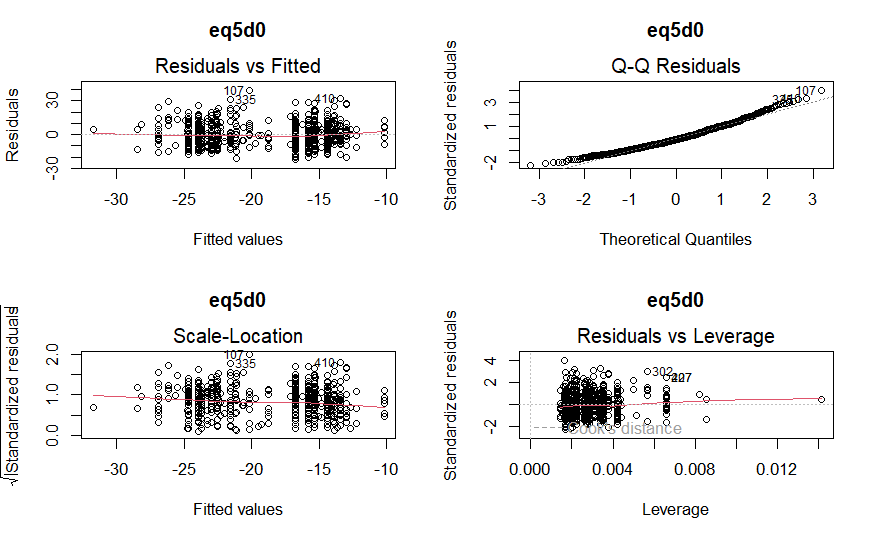 eq5d0
Residuals vs Fitted
Residuals
30
0
-30
107
335
410
-30
-25
-20
-15
-10
Fitted values
eq5d0
Q-Q Residuals
Standardized residuals
3
1
-2
107
-3
-2
-1
0
1
2
3
Theoretical Quantiles
eq5d0
Scale-Location
√|Standardized residuals|
2.0
1.0
0.0
107
335
410
-30
-25
-20
-15
-10
Fitted values
eq5d0
Residuals vs Leverage
Standardized residuals
4
2
-2
302
Cook's distance
0.000
0.004
0.008
0.012
Leverage